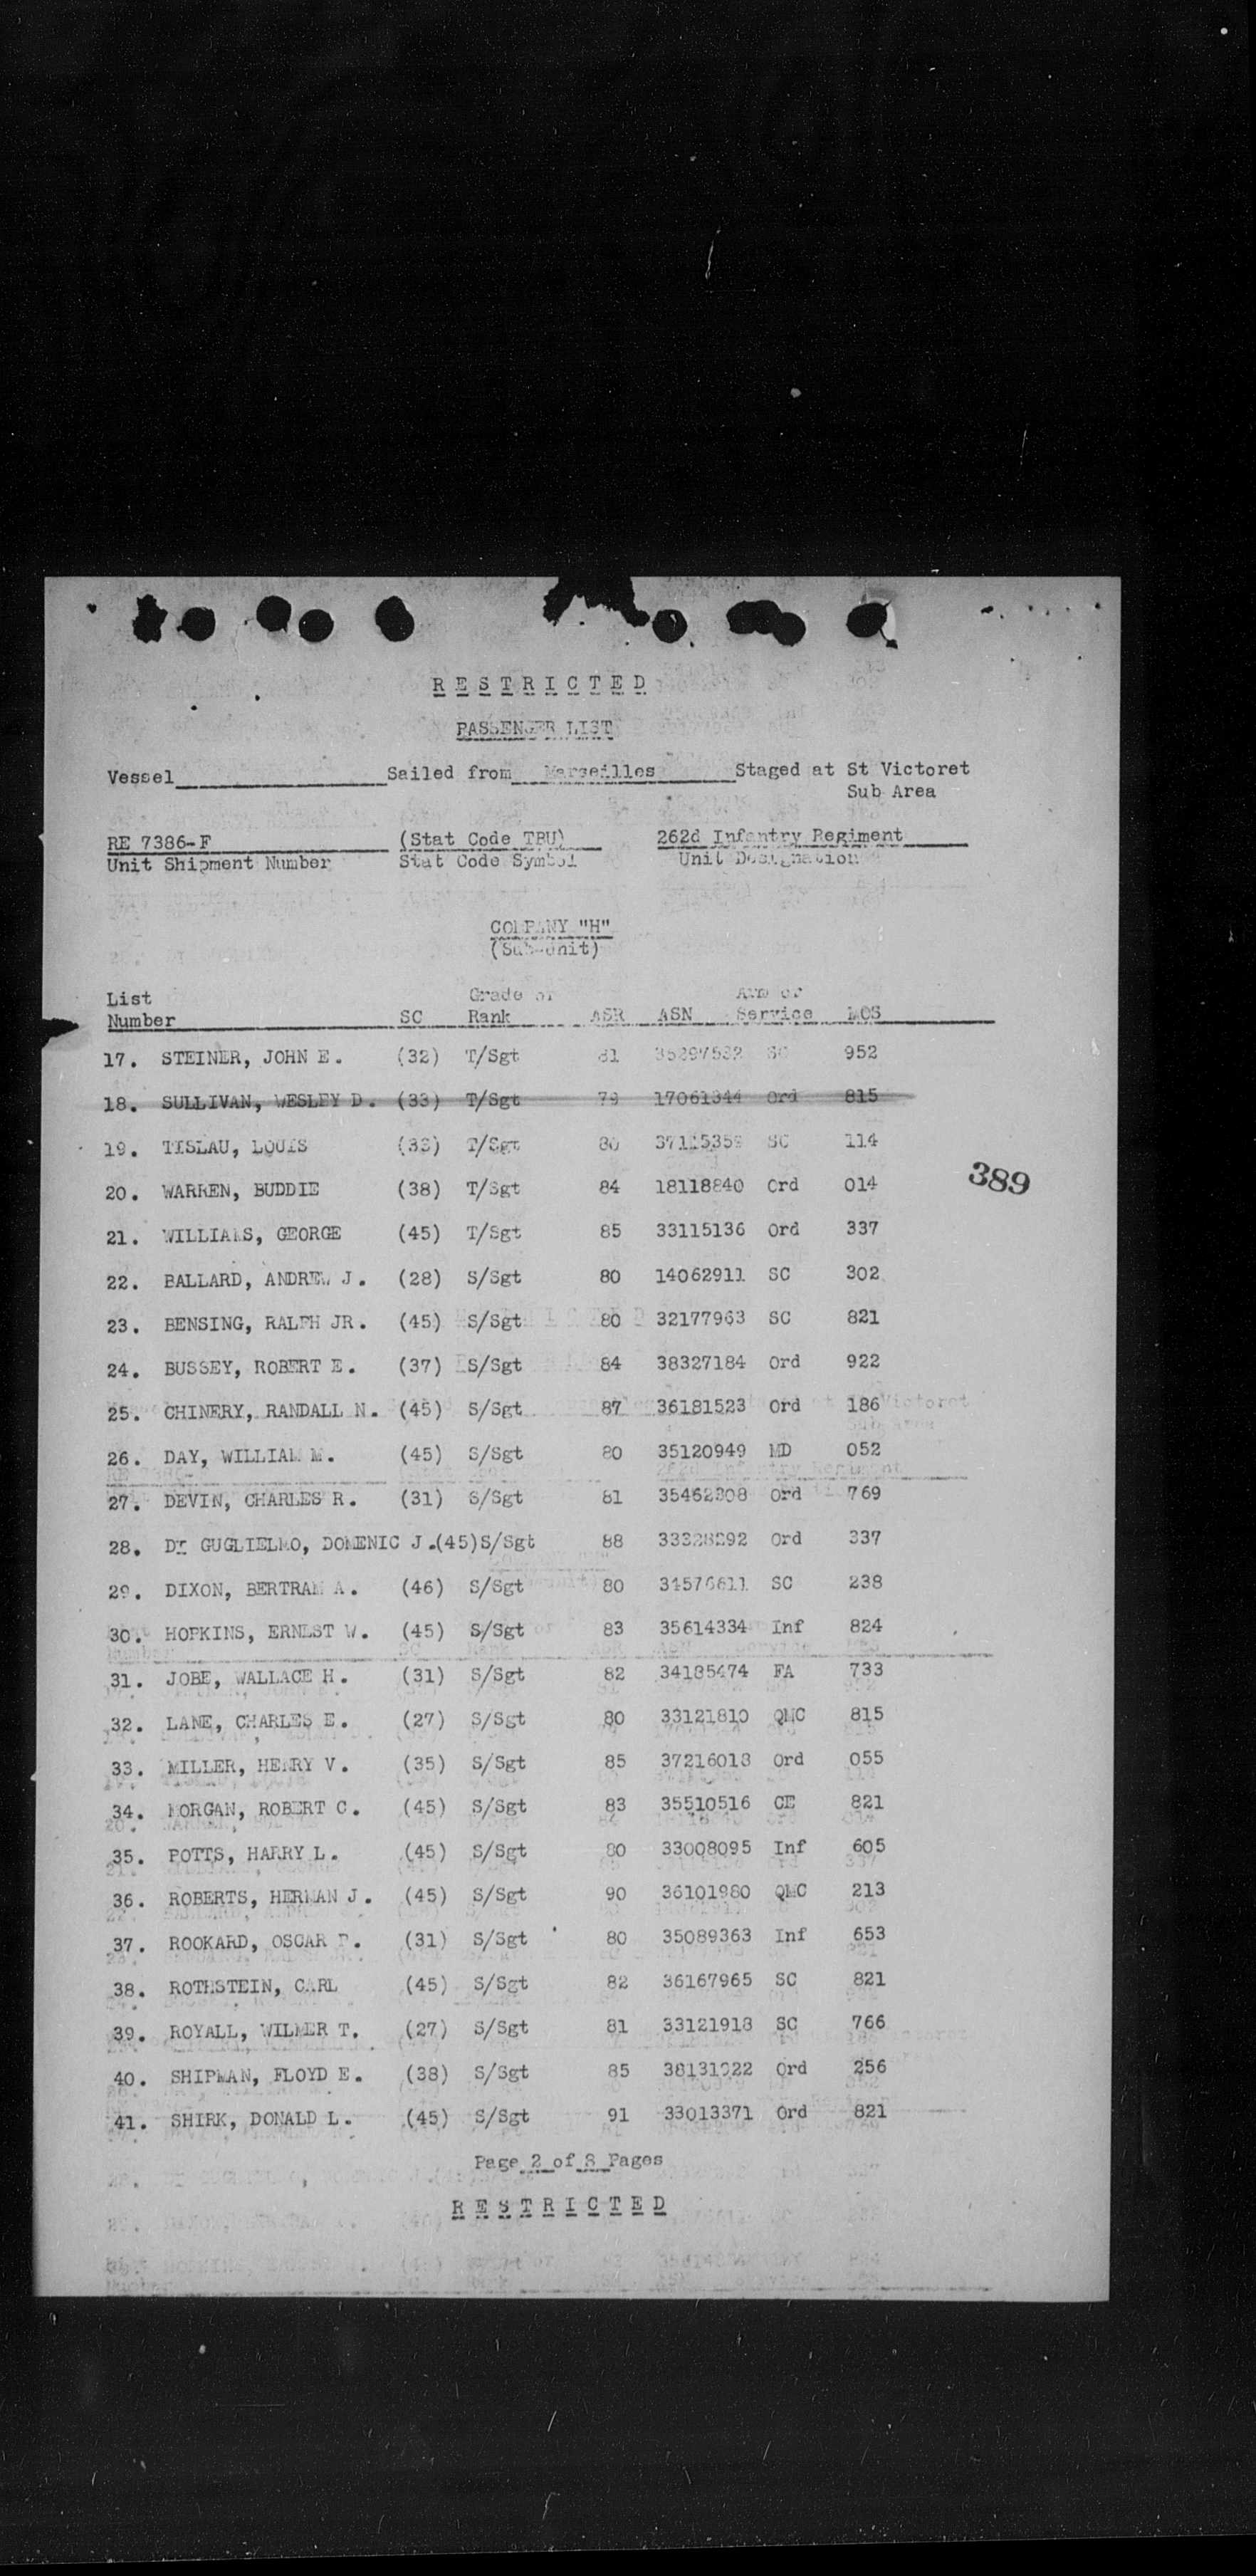 RESTRICTED
PASSENGER LIST
Vessel Sailed from Marseilles Staged at St Victoret
Sub Area
RE 7386-F (Stat Code TBU) 262d Infantry Regiment
Unit Shipment Number Stat Code Symbol Unit Designation
COMPANY "H"
(Sub-unit)
List Grade or Arm of
Number SC Rank ASR ASN Service MOS
17. STEINER, JOHN E. (32) T/Sgt 81 SC 952
18. SULLIVAN, WESLEY D. (33) T/Sgt 79 17061344 Ord 815
19. TISLAU, LOUIS T/Sgt 80 SC 114
20. WARREN, BUDDIE (38) T/Sgt 84 18118840 Ord 014
389
21. WILLIAMS, GEORGE (45) T/Sgt 85 33115136 Ord 337
22. BALLARD, ANDREW J. (28) S/Sgt 80 14062911 SC 302
23. BENSING, RALPH JR. (45) S/Sgt 80 32177963 SC 821
24. BUSSEY, ROBERT E. (37) S/Sgt 84 38327184 Ord 922
25. CHINERY, RANDALL N. (45) S/Sgt 87 36181523 Ord 186
26. DAY, WILLIAM M. (45) S/Sgt 80 35120949 MD 052
27. DEVIN, CHARLES R. (31) S/Sgt 81 35462308 Ord 769
28. DI GUGLIELMO, DOMENIC J.(45)S/Sgt 88 33328292 Ord 337
29. DIXON, BERTRAM A. (46) S/Sgt 80 34576811 SC 238
30. HOPKINS, ERNEST W. (45) S/Sgt 83 35614334 Inf 824
31. JOBE, WALLACE H. (31) S/Sgt 82 34185474 FA 733
32. LANE, CHARLES E. (27) S/Sgt 80 33121810 QMC 815
33. MILLER, HENRY V. (35) S/Sgt 85 37216018 Ord 055
34. MORGAN, ROBERT C. (45) S/Sgt 83 35510516 CE 821
35. POTTS, HARRY L. (45) S/Sgt 80 33008095 Inf 605
36. ROBERTS, HERMAN J. (45) S/Sgt 90 36101980 QMC 213
37. ROOKARD, OSCAR P. (31) S/Sgt 80 35089363 Inf 653
38. ROTHSTEIN, CARL (45) S/Sgt 82 36167965 SC 821
39. ROYALL, WILMER T. (27) S/Sgt 81 33121918 SC 766
40. SHIPMAN, FLOYD E. (38) S/Sgt 85 38131922 Ord 256
41. SHIRK, DONALD L. (45) S/Sgt 91 33013371 Ord 821
Page 2 of 8 Pages
RESTRICTED